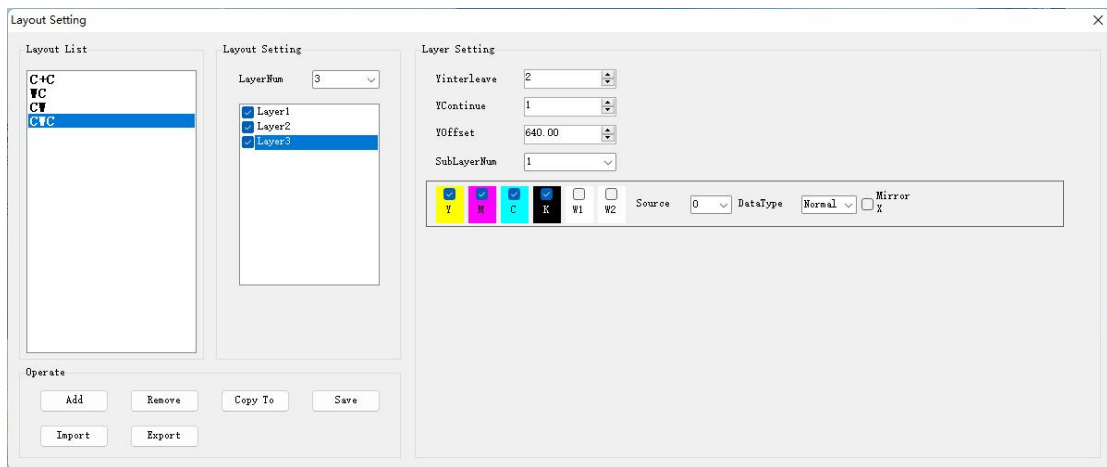 Layout Setting
Layout List
C+C
WC
CW
CWC
Layout Setting
LayerNum 3
Layer1
Layer2
Layer3
Layer Setting
Yinterleave 2
YContinue 1
YOffset 640.00
SubLayerNum 1
Y M C K W1 W2 Source 0 DataType Normal Mirror X
Operate
Add Remove Copy To Save
Import Export